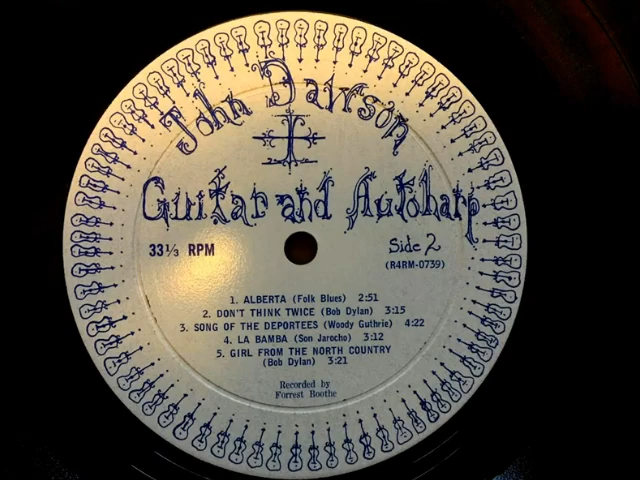 John Dawson
Guitar and Autoharp
33⅓ RPM
Side 2
(R4RM-0739)
1. ALBERTA (Folk Blues) 2:51
2. DON'T THINK TWICE (Bob Dylan) 3:15
3. SONG OF THE DEPORTEES (Woody Guthrie) 4:22
4. LA BAMBA (Son Jarocho) 3:12
5. GIRL FROM THE NORTH COUNTRY
(Bob Dylan) 3:21
Recorded by
Forrest Boothe